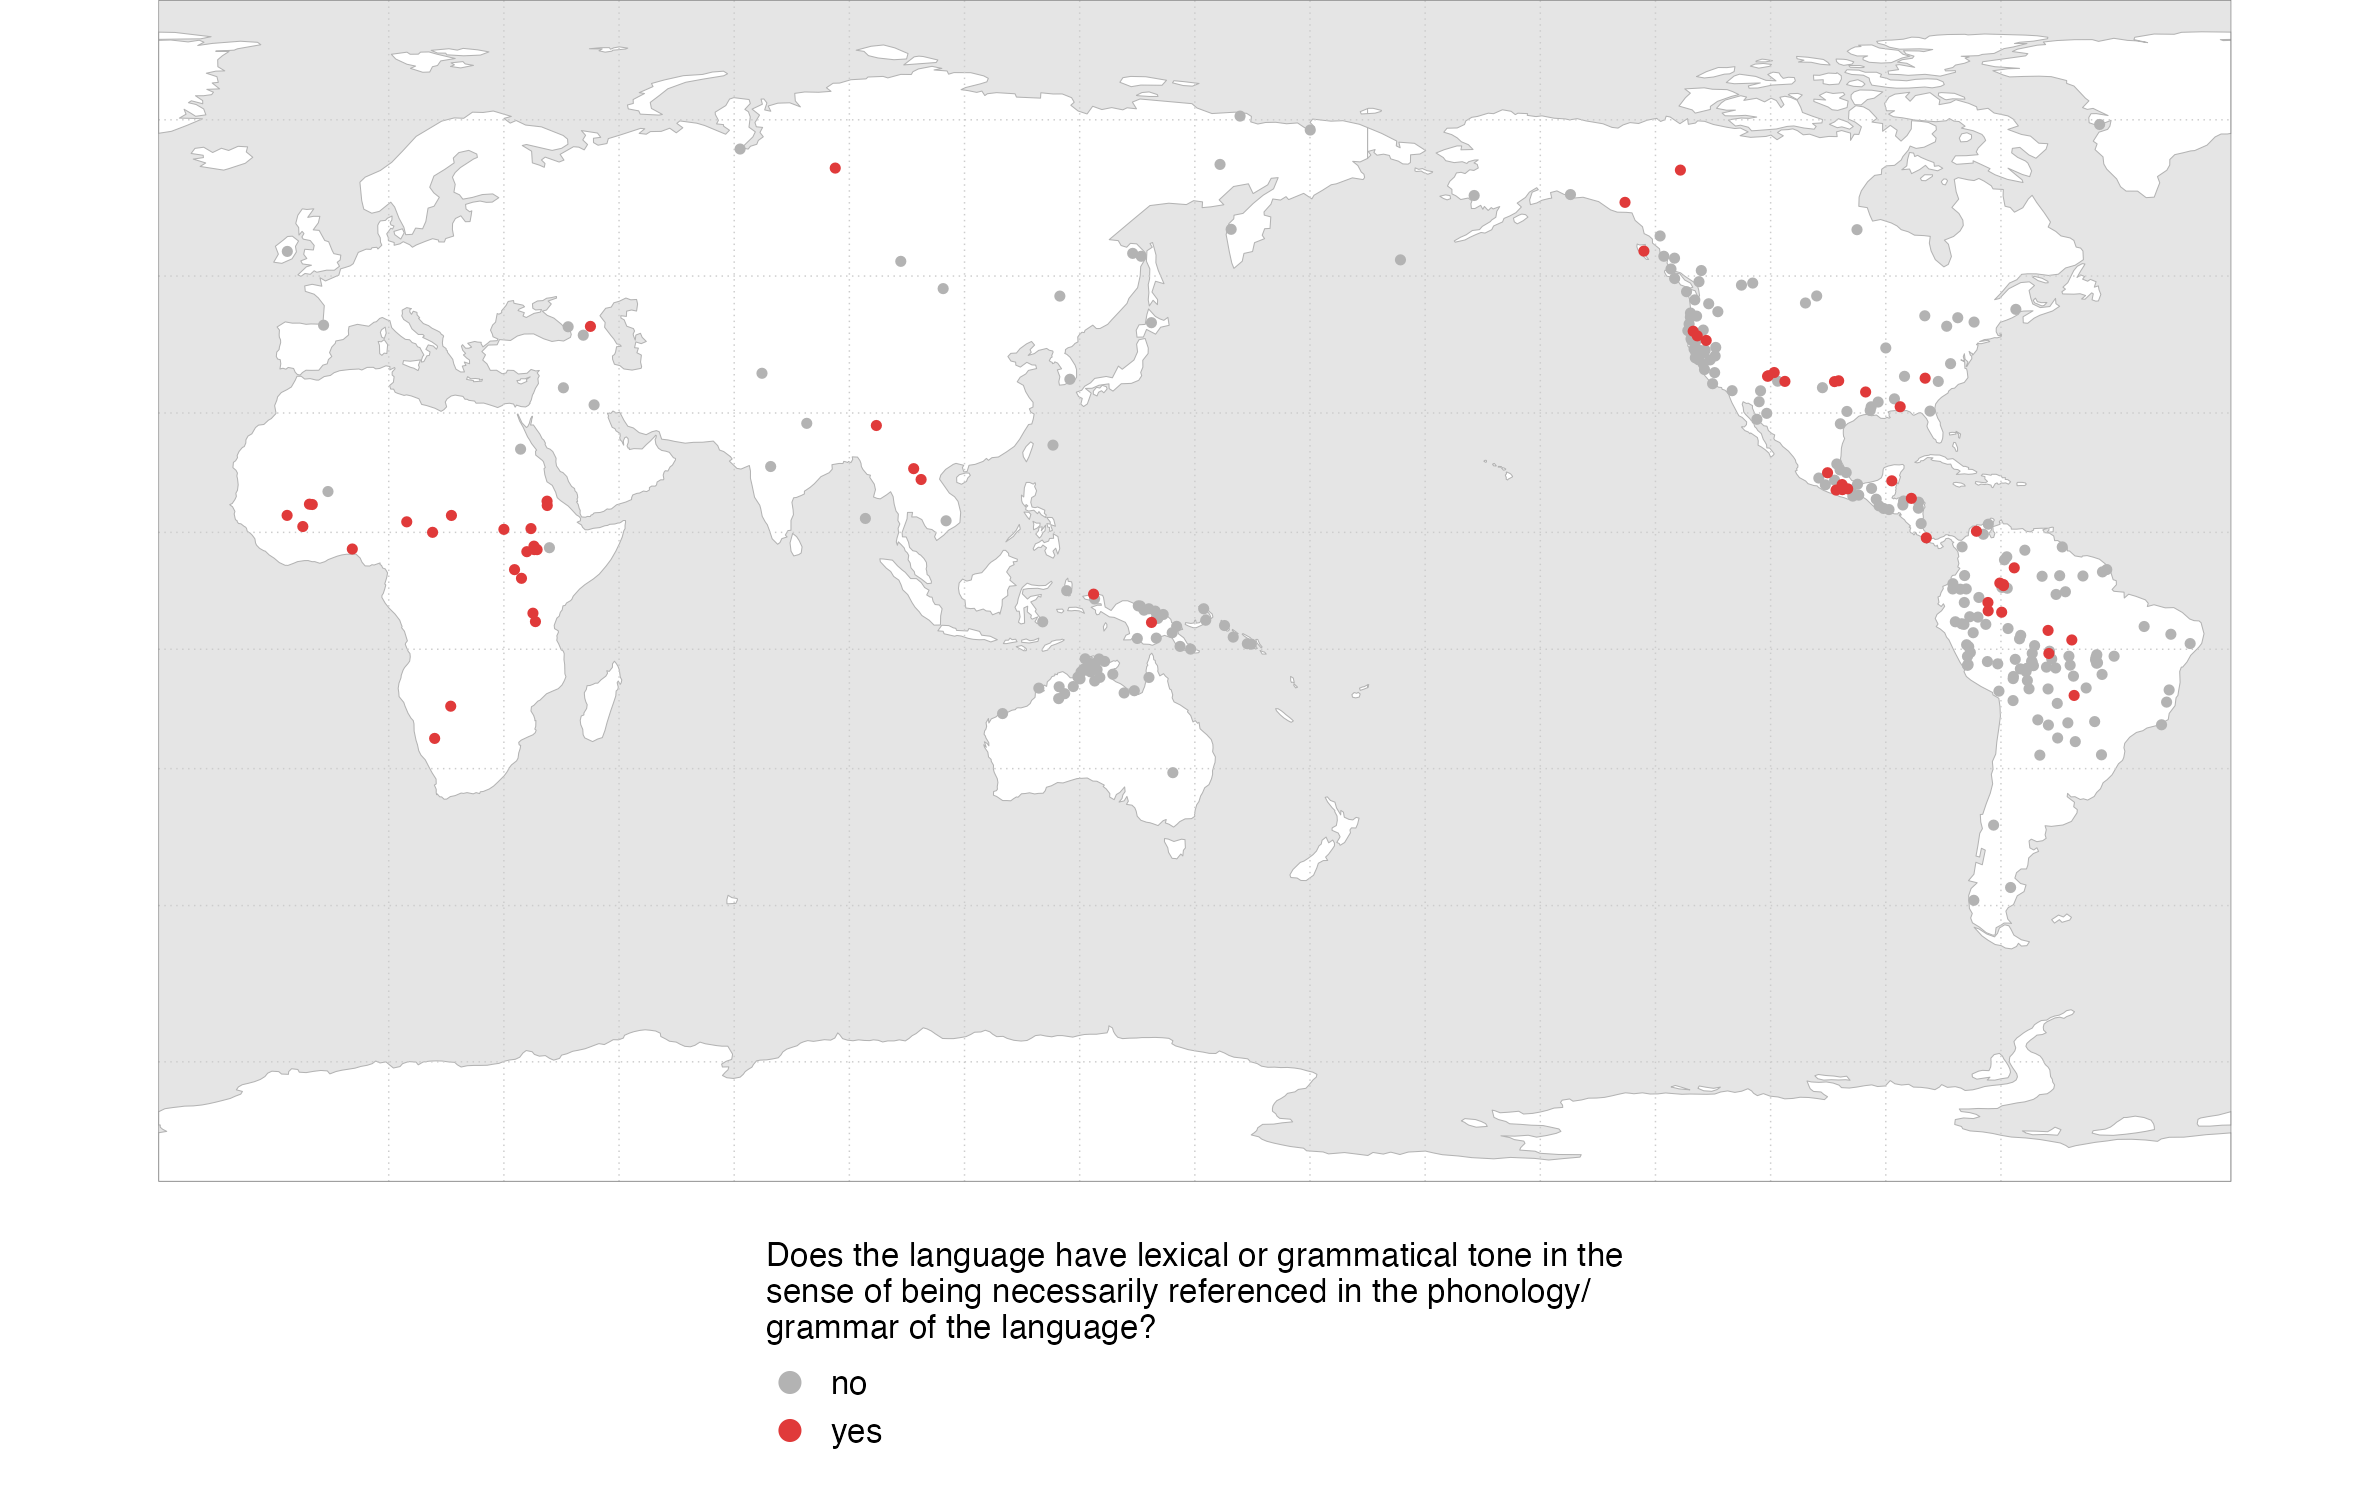 Does the language have lexical or grammatical tone in the
sense of being necessarily referenced in the phonology/
grammar of the language?
no
yes